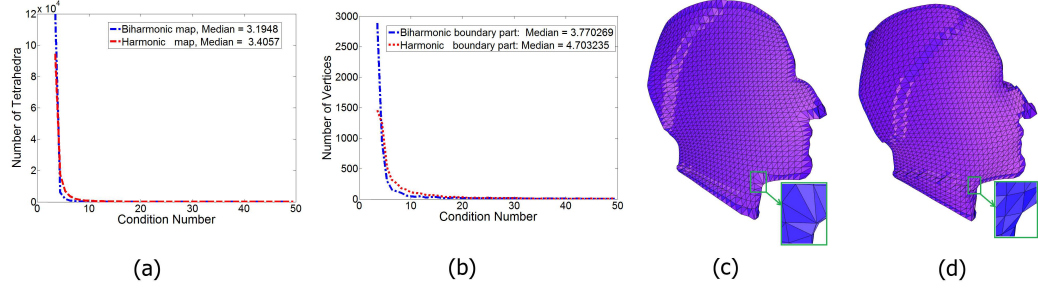 12 x 10^4
10
8
6
4
2
0
Number of Tetrahedra
Biharmonic map, Median = 3.1948
Harmonic map, Median = 3.4057
0 10 20 30 40 50
Condition Number
(a)
3000
2500
2000
1500
1000
500
0
Number of Vertices
Biharmonic boundary part: Median = 3.770269
Harmonic boundary part: Median = 4.703235
0 10 20 30 40 50
Condition Number
(b)
(c)
(d)